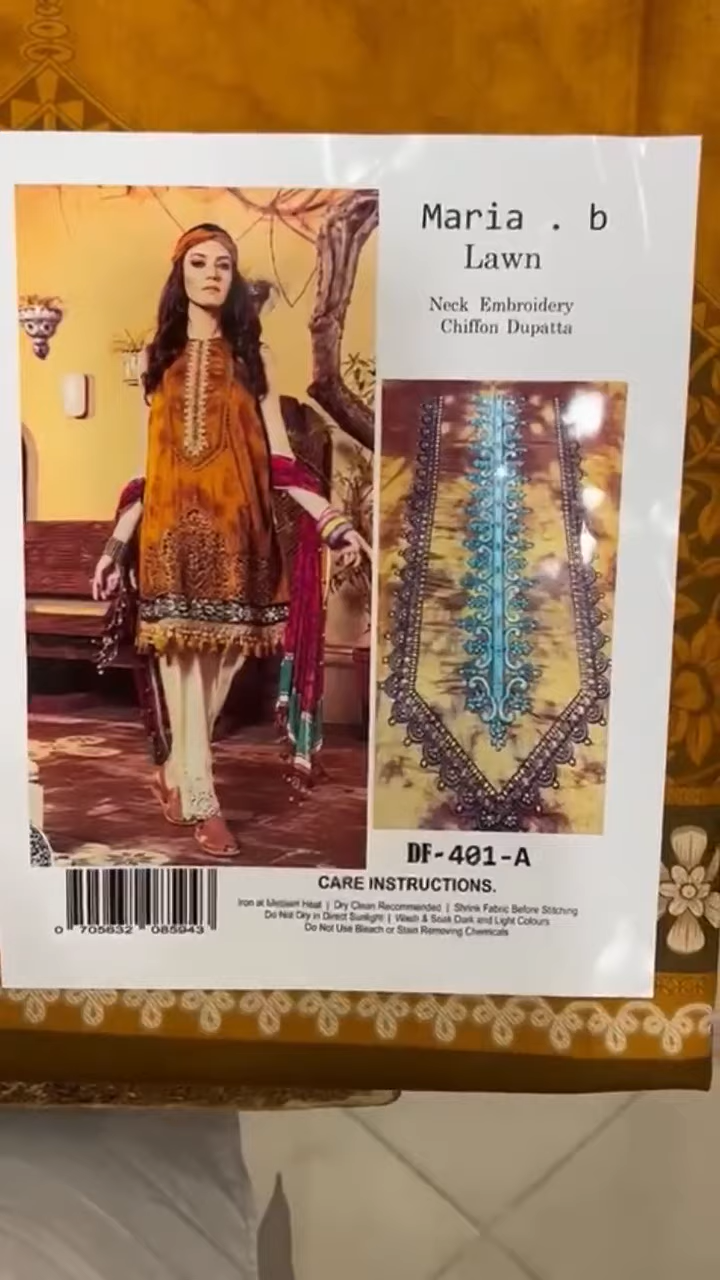 Maria . b
Lawn
Neck Embroidery
Chiffon Dupatta
DF-401-A
CARE INSTRUCTIONS.
Iron at Medium Heat | Dry Clean Recommended | Shrink Fabric Before Stitching
Do Not Dry in Direct Sunlight | Wash & Soak Dark and Light Colours
Do Not Use Bleach or Stain Removing Chemicals
0 705632 085943